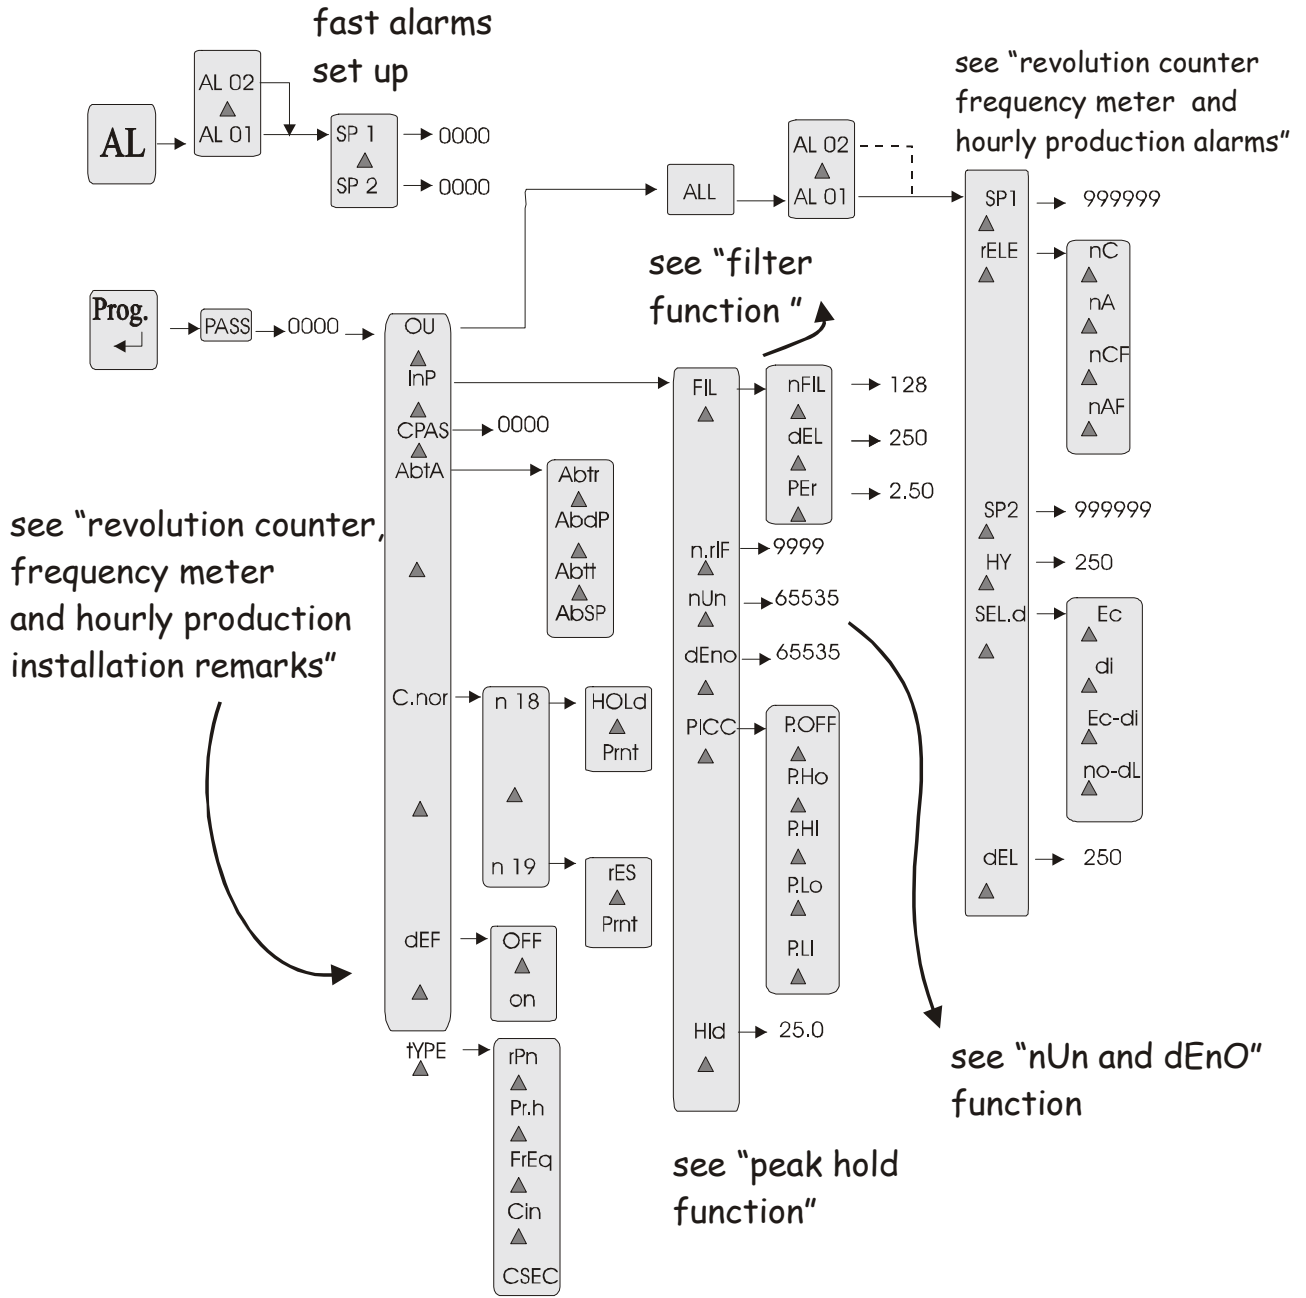 fast alarms
set up
AL
AL 02
AL 01
SP 1
0000
SP 2
0000
see “revolution counter
frequency meter and
hourly production alarms”
ALL
AL 02
AL 01
SP1
999999
rELE
nC
nA
nCF
nAF
SP2
999999
HY
250
SEL.d
Ec
di
Ec-di
no-dL
dEL
250
Prog.
PASS
0000
OU
InP
CPAS
0000
AbtA
Abtr
AbdP
Abtt
AbSP
C.nor
n 18
HOLd
Prnt
n 19
rES
Prnt
dEF
OFF
on
tYPE
rPn
Pr.h
FrEq
Cin
CSEC
see “revolution counter,
frequency meter
and hourly production
installation remarks”
see “filter
function ”
FIL
nFIL
128
dEL
250
PEr
2.50
n.rIF
9999
nUn
65535
dEno
65535
PICC
P.OFF
P.Ho
P.HI
P.Lo
P.LI
HId
25.0
see “peak hold
function”
see “nUn and dEnO”
function